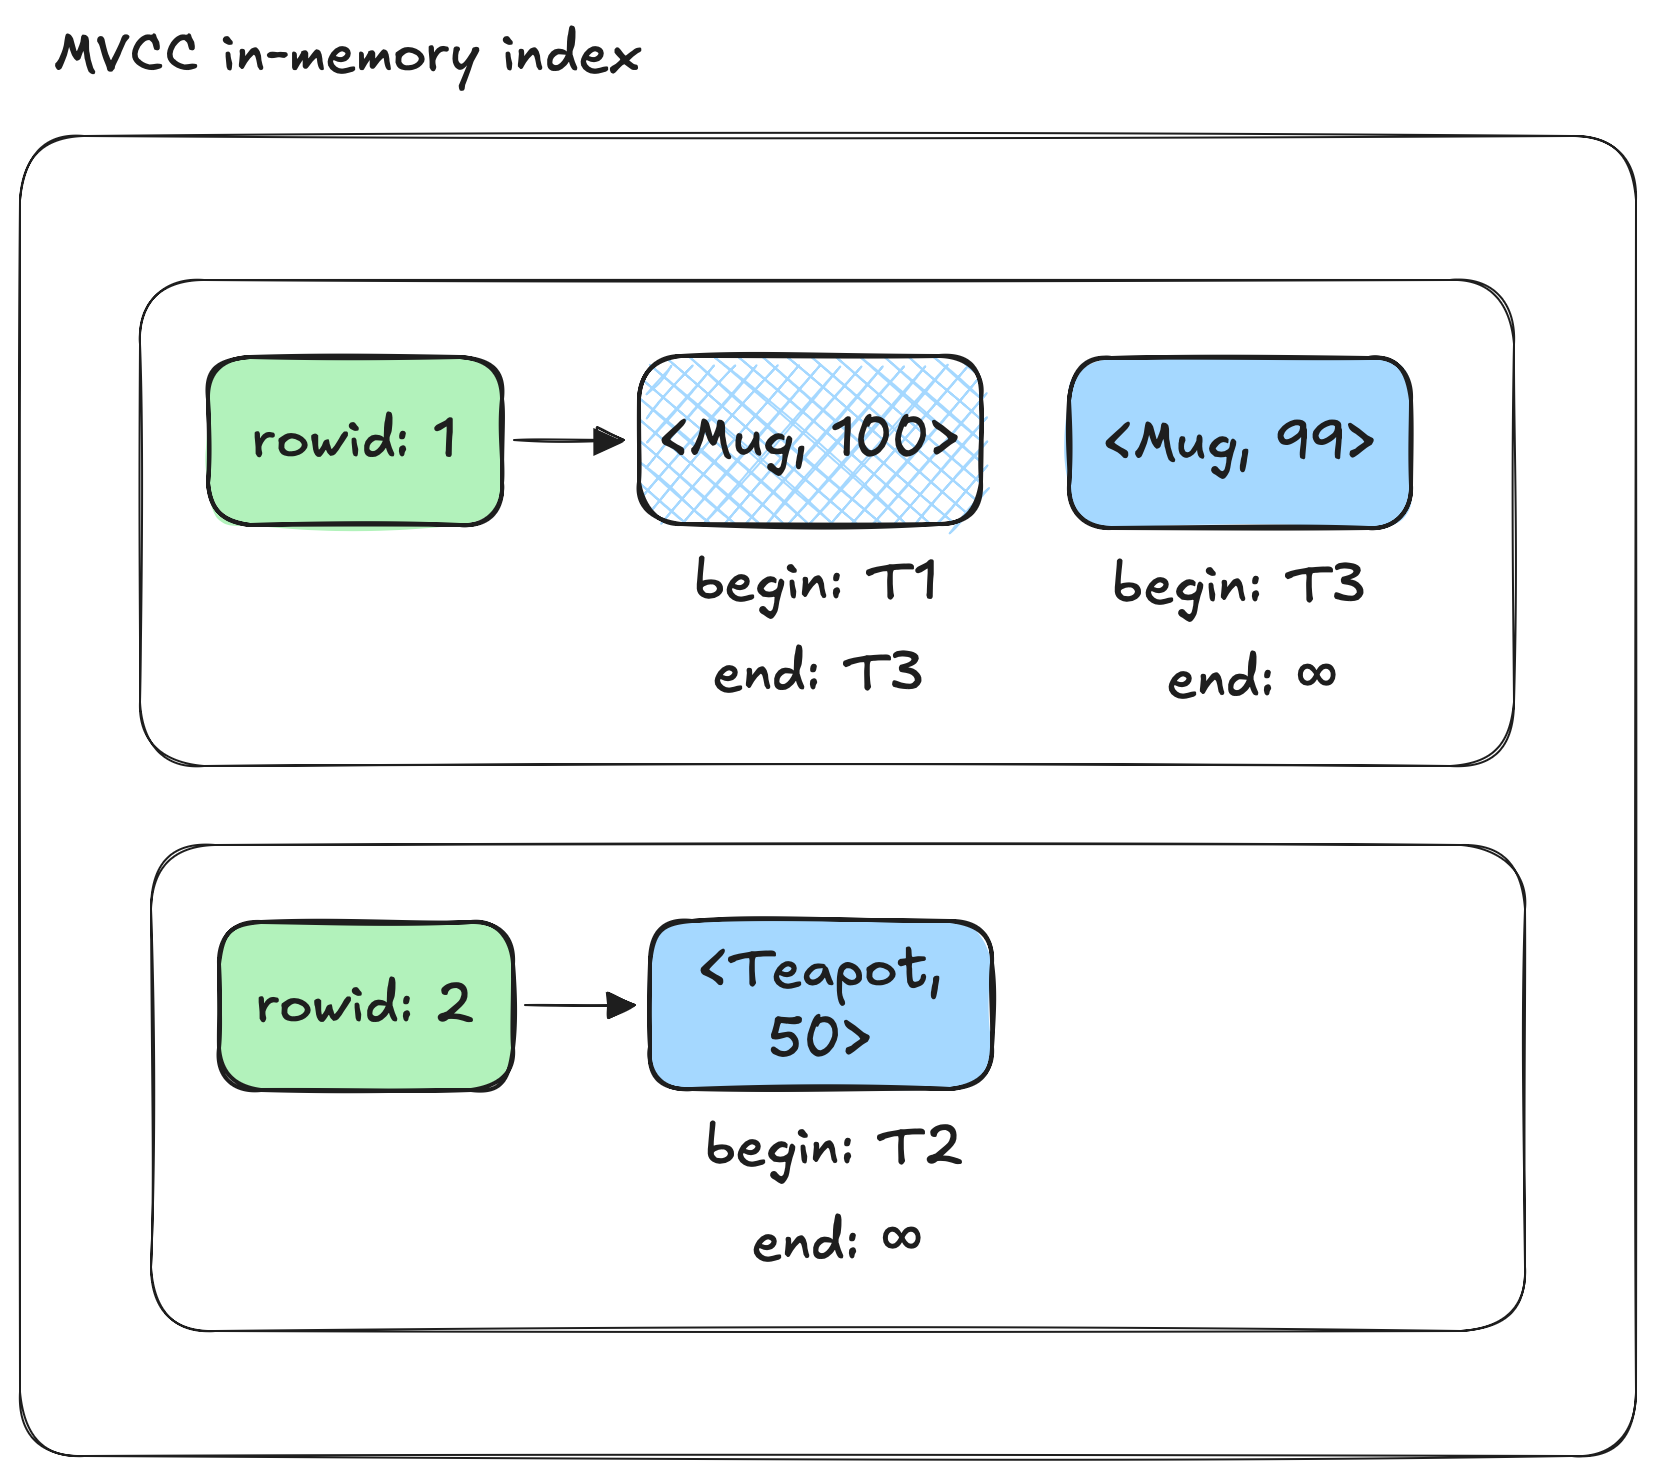 MVCC in-memory index
rowid: 1
<Mug, 100>
<Mug, 99>
begin: T1
begin: T3
end: T3
end: ∞
rowid: 2
<Teapot,
50>
begin: T2
end: ∞